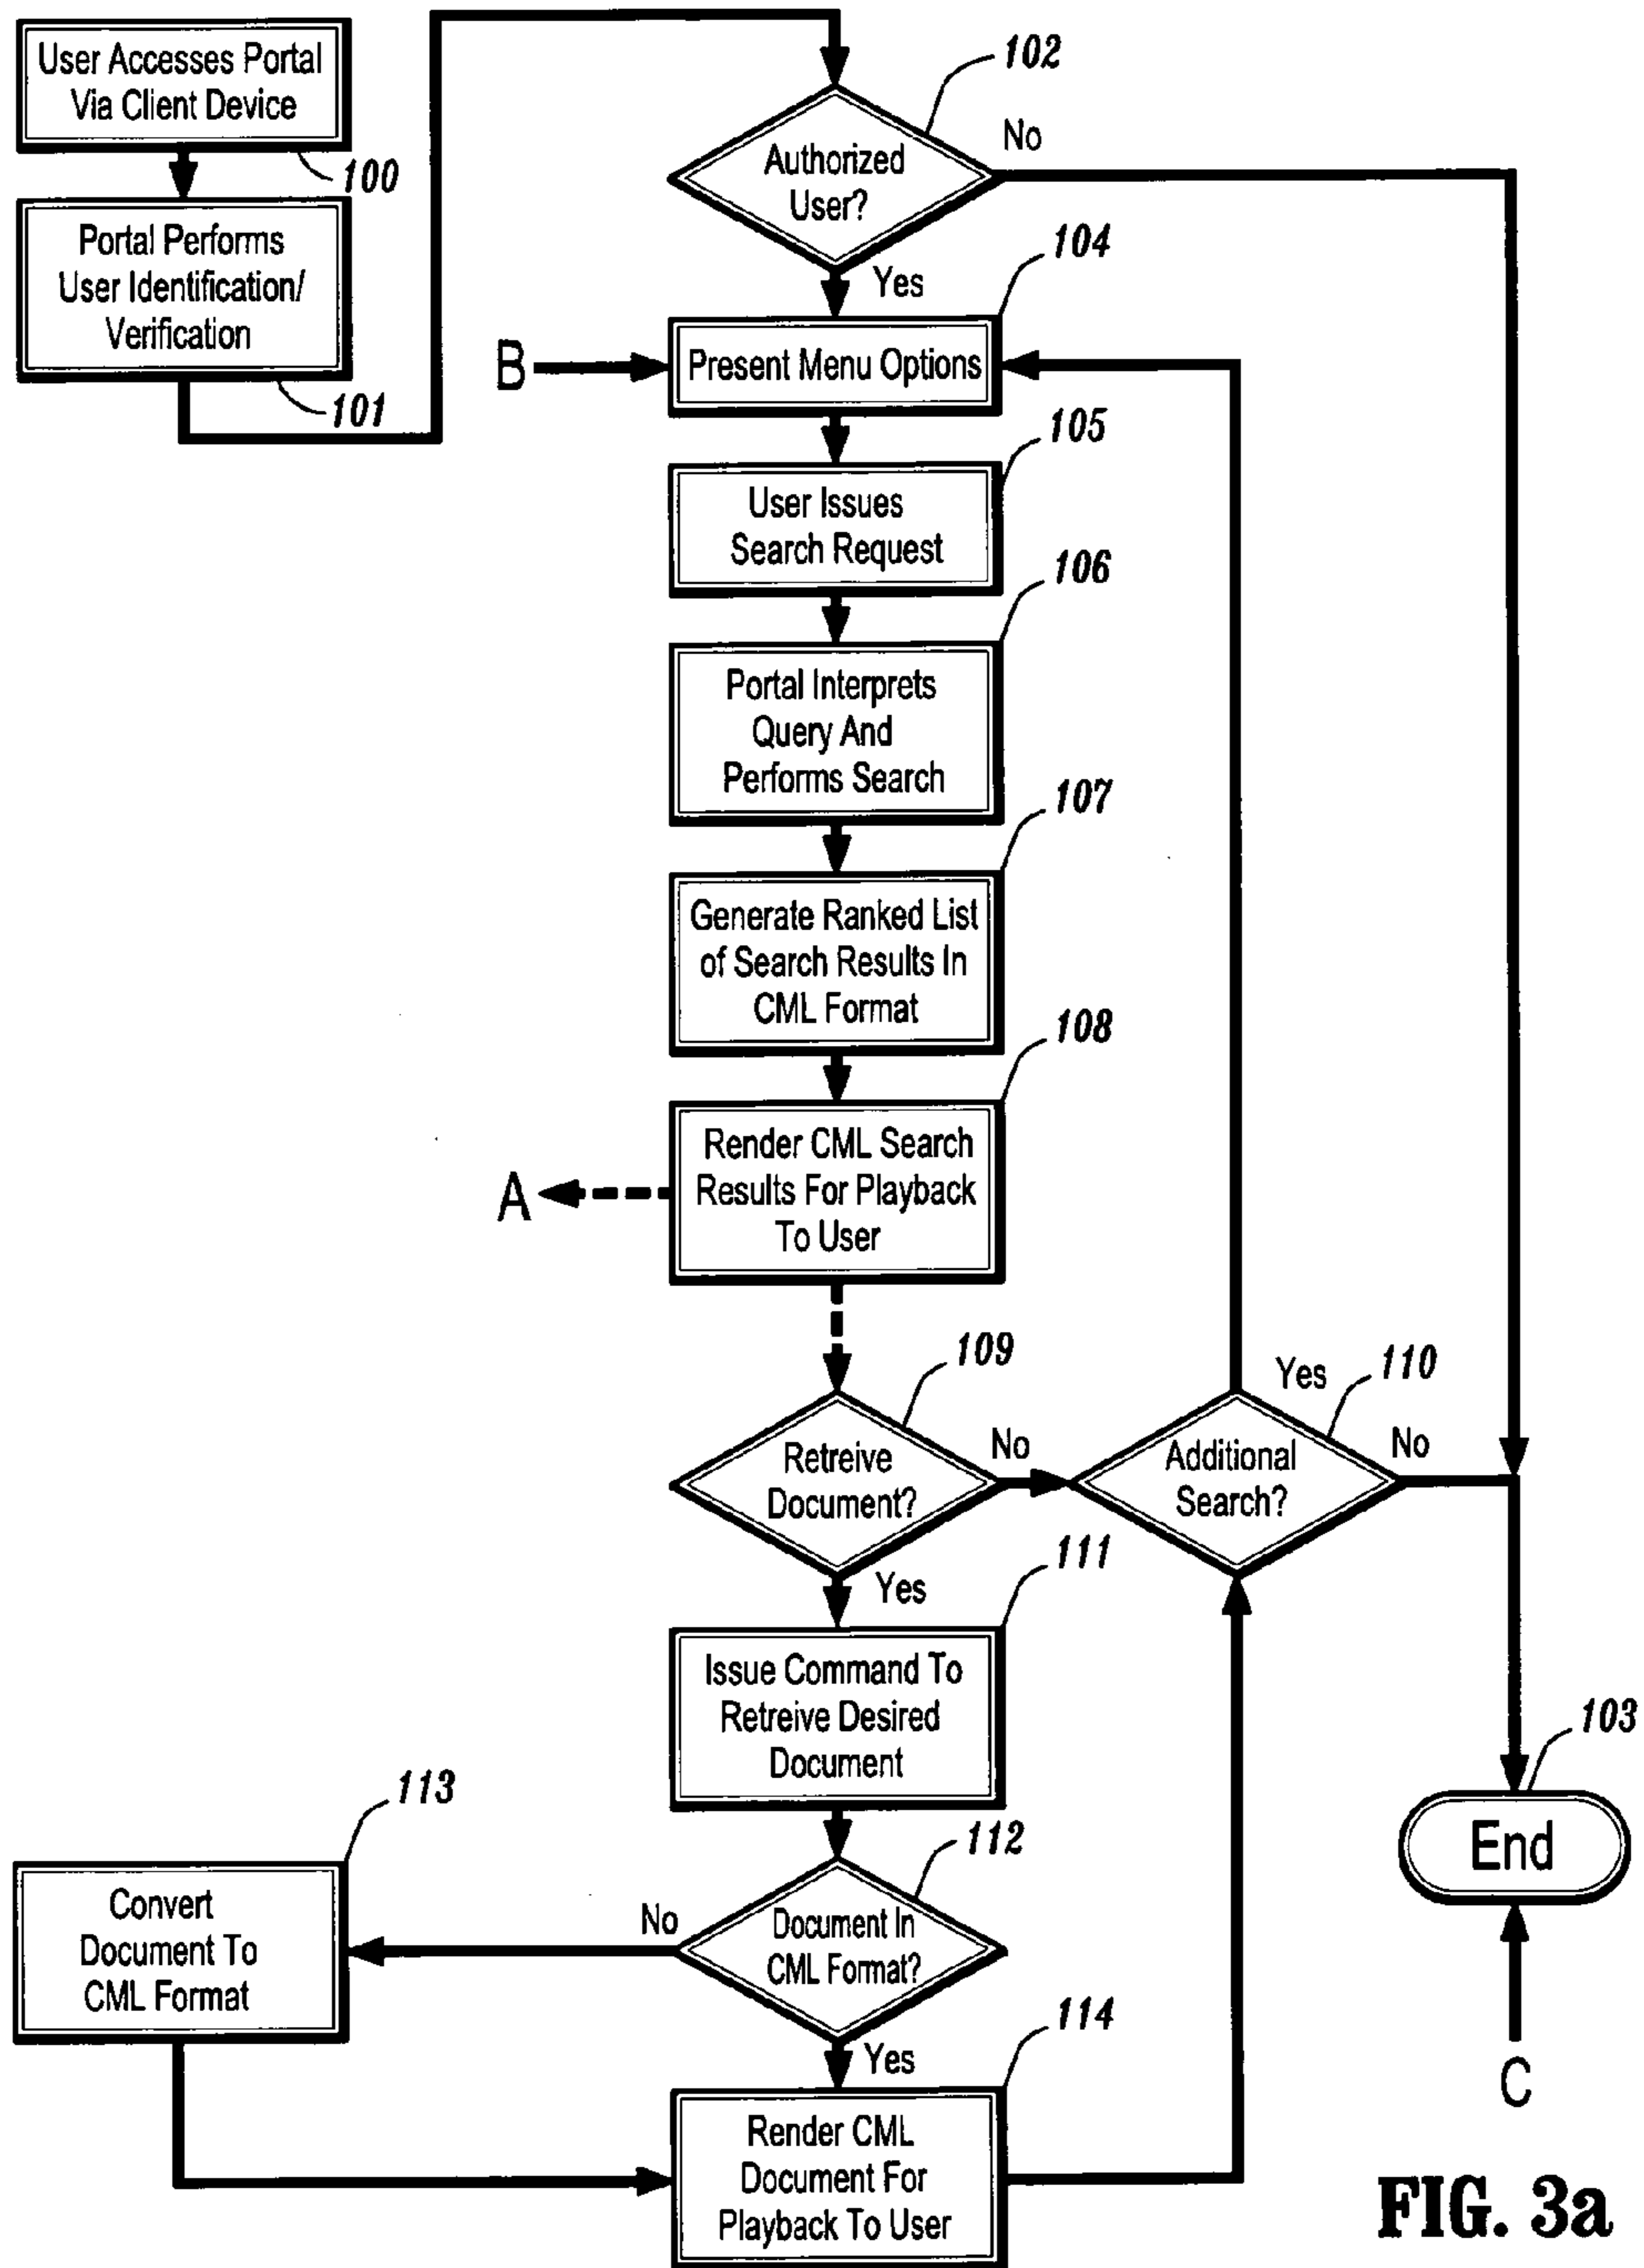 User Accesses Portal
Via Client Device
100
Portal Performs
User Identification/
Verification
101
102
Authorized
User?
No
Yes
104
B
Present Menu Options
105
User Issues
Search Request
106
Portal Interprets
Query And
Performs Search
107
Generate Ranked List
of Search Results In
CML Format
108
Render CML Search
Results For Playback
To User
A
109
Retreive
Document?
No
Yes
110
Additional
Search?
Yes
No
111
Issue Command To
Retreive Desired
Document
103
End
C
112
Document In
CML Format?
No
Yes
113
Convert
Document To
CML Format
114
Render CML
Document For
Playback To User
FIG. 3a